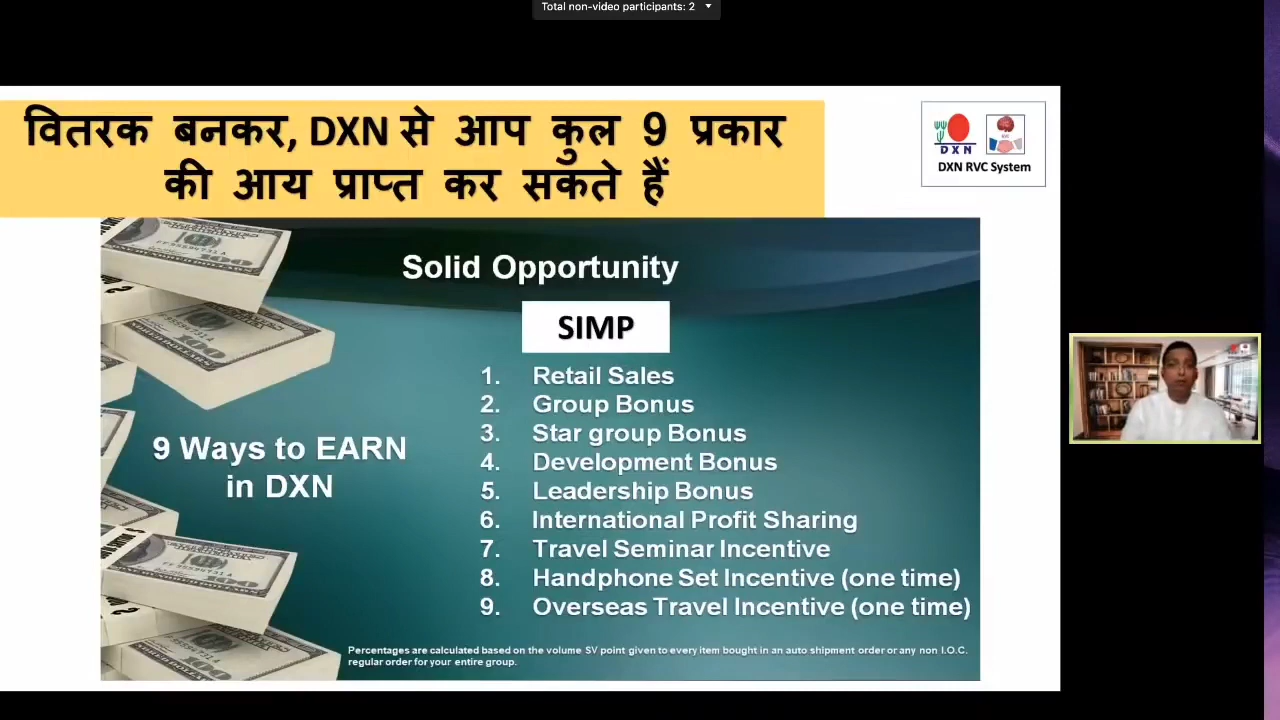 Total non-video participants: 2
वितरक बनकर, DXN से आप कुल 9 प्रकार
की आय प्राप्त कर सकते हैं
DXN
DXN RVC System
Solid Opportunity
SIMP
9 Ways to EARN
in DXN
1. Retail Sales
2. Group Bonus
3. Star group Bonus
4. Development Bonus
5. Leadership Bonus
6. International Profit Sharing
7. Travel Seminar Incentive
8. Handphone Set Incentive (one time)
9. Overseas Travel Incentive (one time)
Percentages are calculated based on the volume SV point given to every item bought in an auto shipment order or any non I.O.C.
regular order for your entire group.